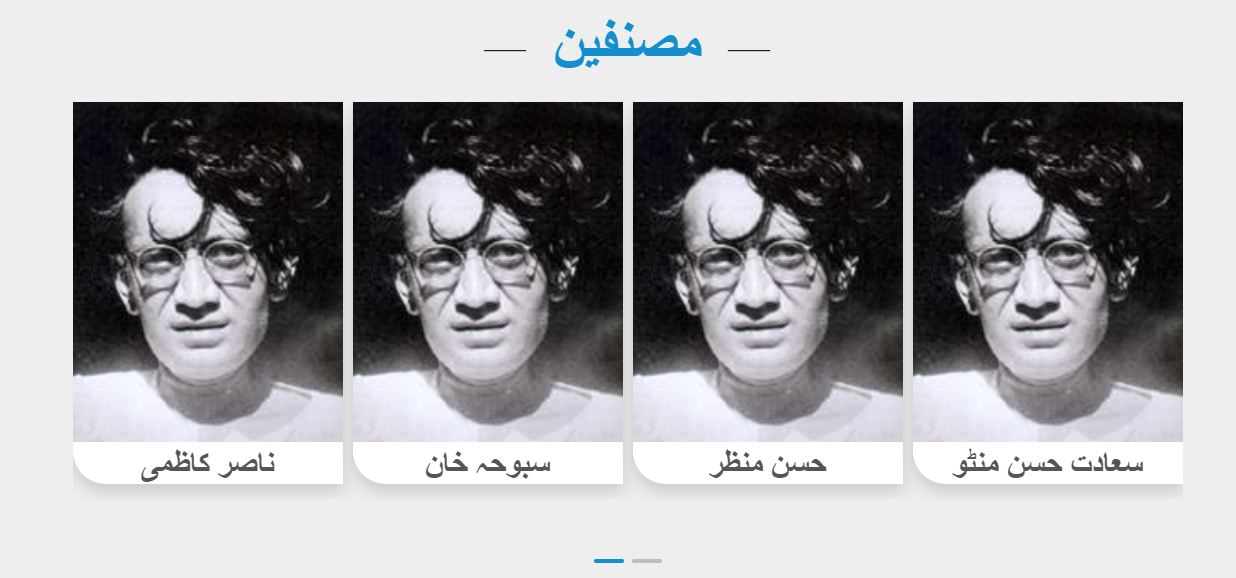 مصنفین
سعادت حسن منٹو
حسن منظر
سبوحہ خان
ناصر کاظمی